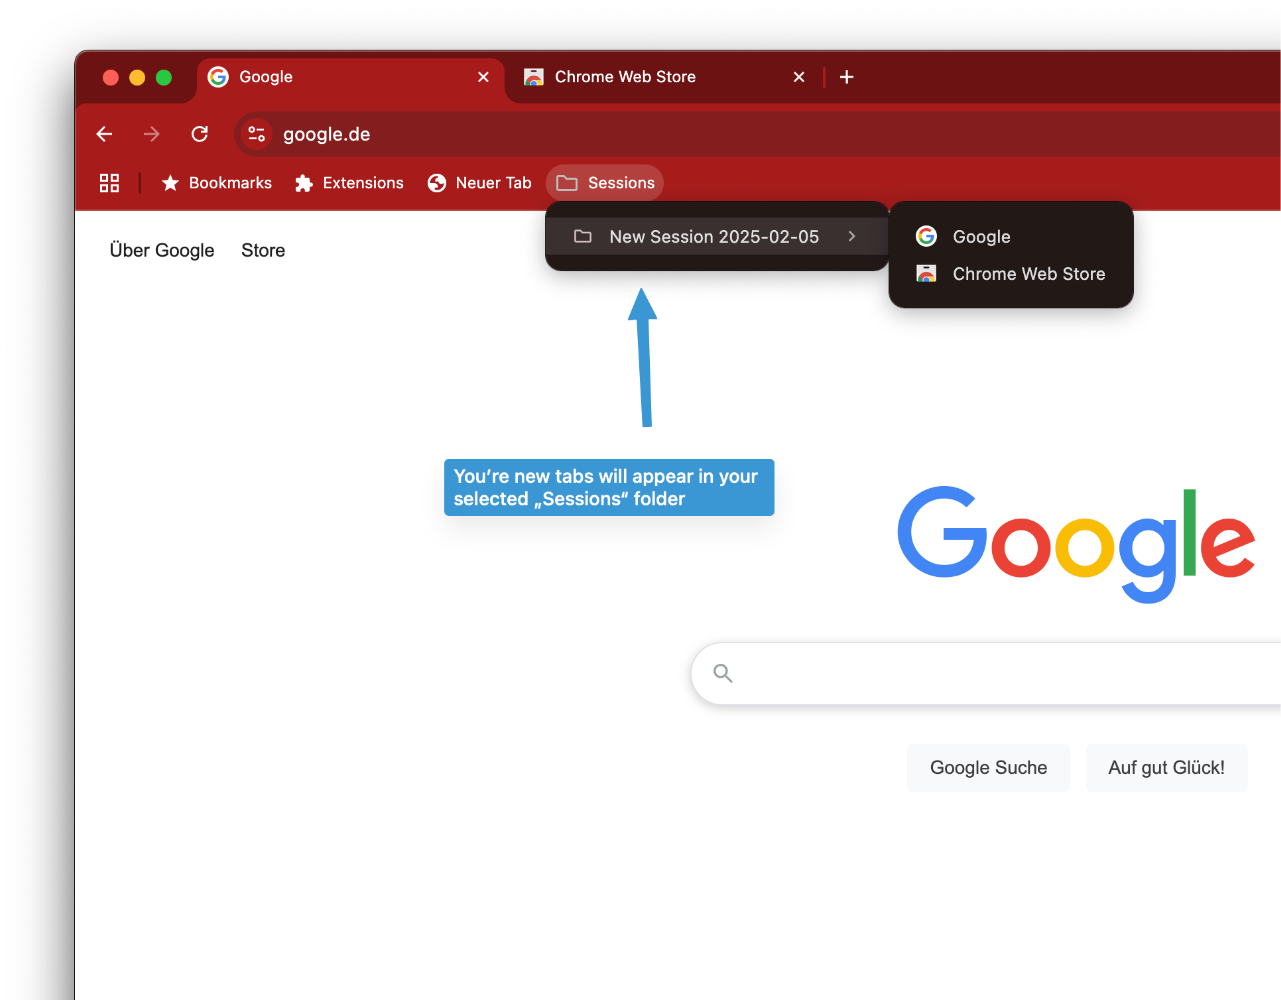 Google
Chrome Web Store
google.de
Bookmarks
Extensions
Neuer Tab
Sessions
New Session 2025-02-05
Google
Chrome Web Store
Über Google
Store
You’re new tabs will appear in your
selected „Sessions“ folder
Google
Google Suche
Auf gut Glück!